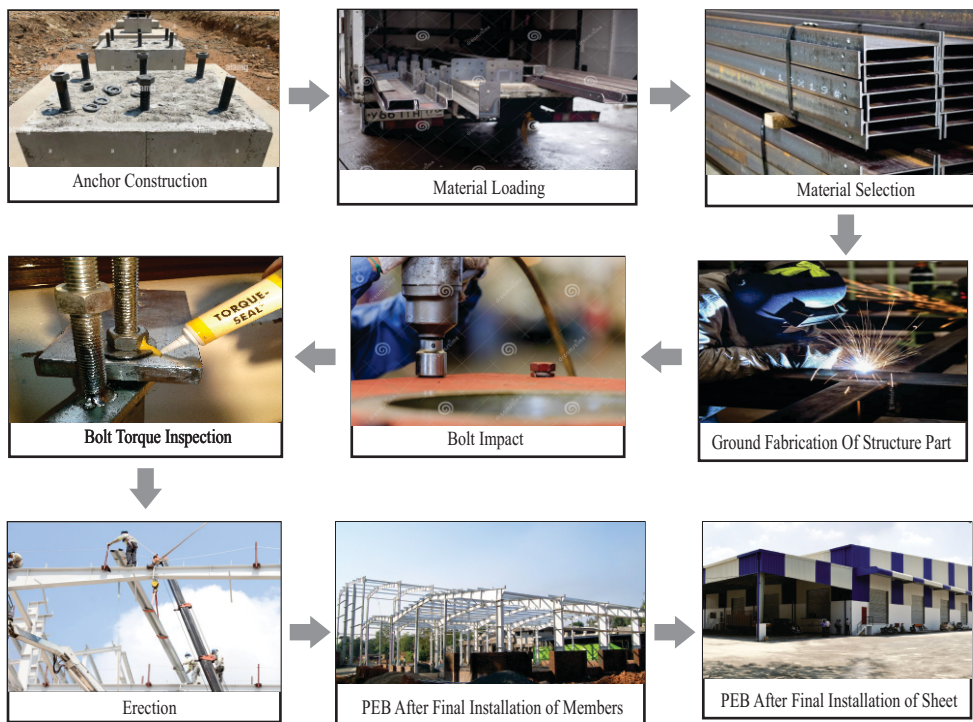 Anchor Construction
Material Loading
W 12X190
Material Selection
TORQUE-
SEAL
Bolt Torque Inspection
Bolt Impact
Ground Fabrication Of Structure Part
Erection
PEB After Final Installation of Members
PEB After Final Installation of Sheet